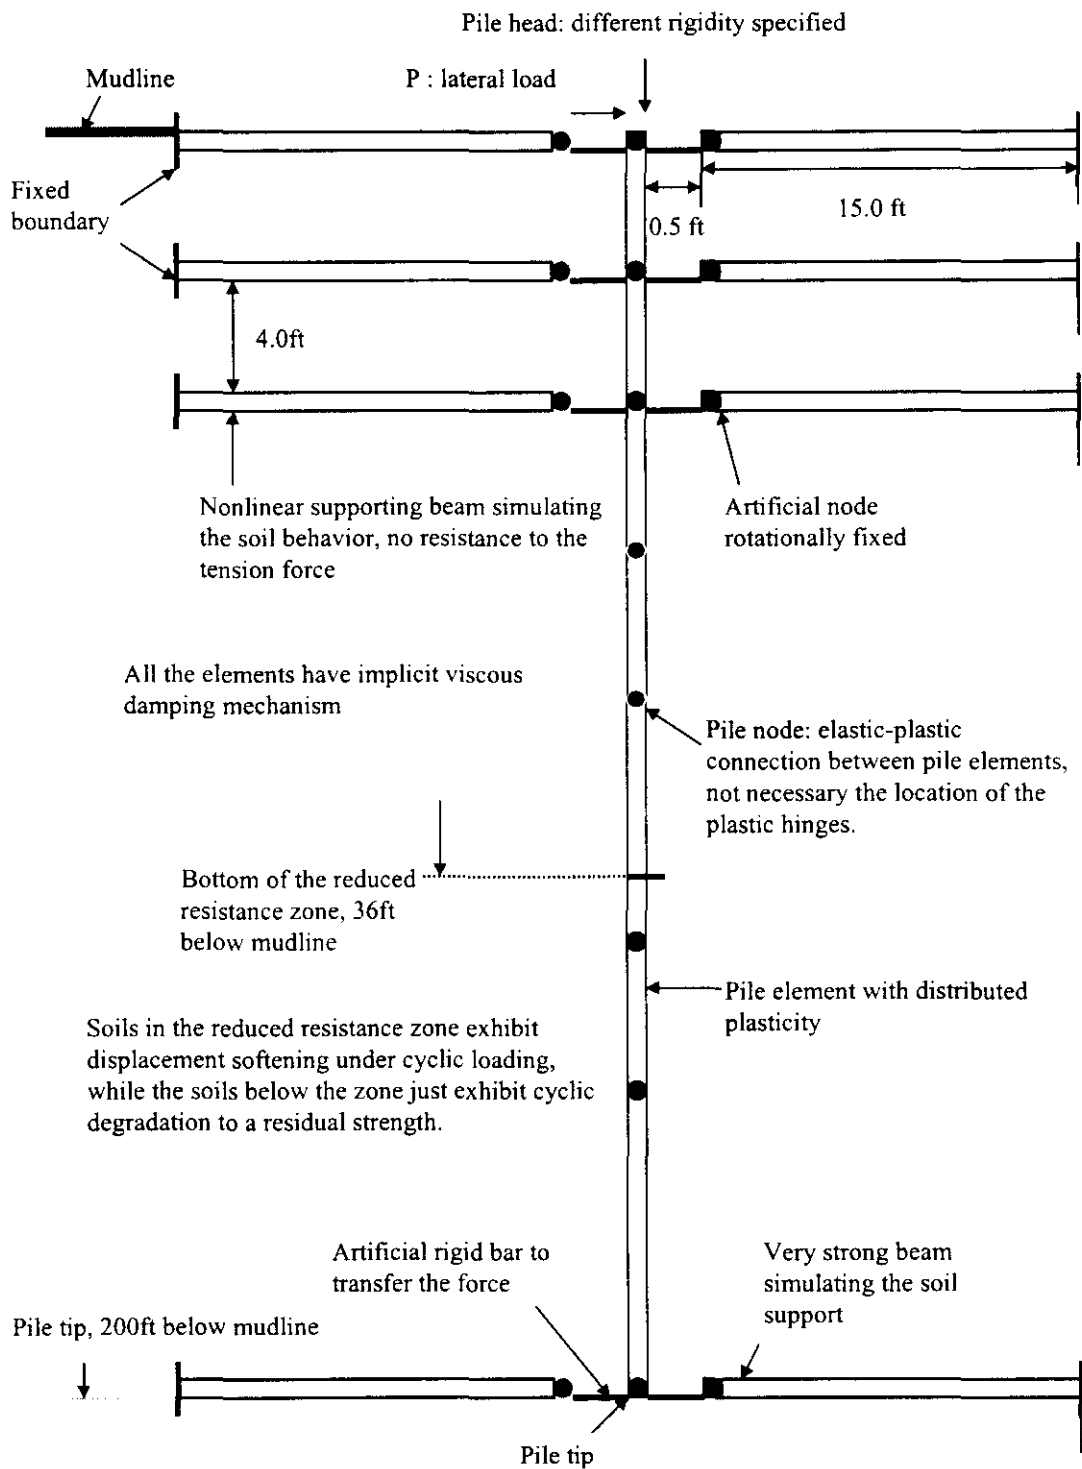 Pile head: different rigidity specified
Mudline
P : lateral load
Fixed
boundary
0.5 ft
15.0 ft
4.0ft
Nonlinear supporting beam simulating
the soil behavior, no resistance to the
tension force
Artificial node
rotationally fixed
All the elements have implicit viscous
damping mechanism
Pile node: elastic-plastic
connection between pile elements,
not necessary the location of the
plastic hinges.
Bottom of the reduced
resistance zone, 36ft
below mudline
Pile element with distributed
plasticity
Soils in the reduced resistance zone exhibit
displacement softening under cyclic loading,
while the soils below the zone just exhibit cyclic
degradation to a residual strength.
Artificial rigid bar to
transfer the force
Very strong beam
simulating the soil
support
Pile tip, 200ft below mudline
Pile tip